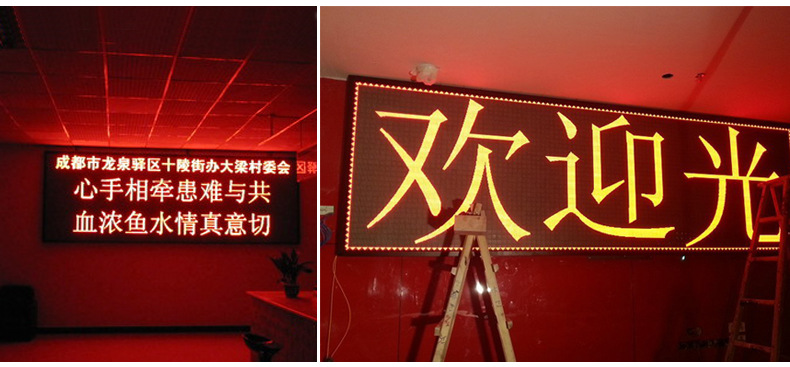 成都市龙泉驿区十陵街办大梁村委会
心手相牵患难与共
血浓鱼水情真意切
欢迎光